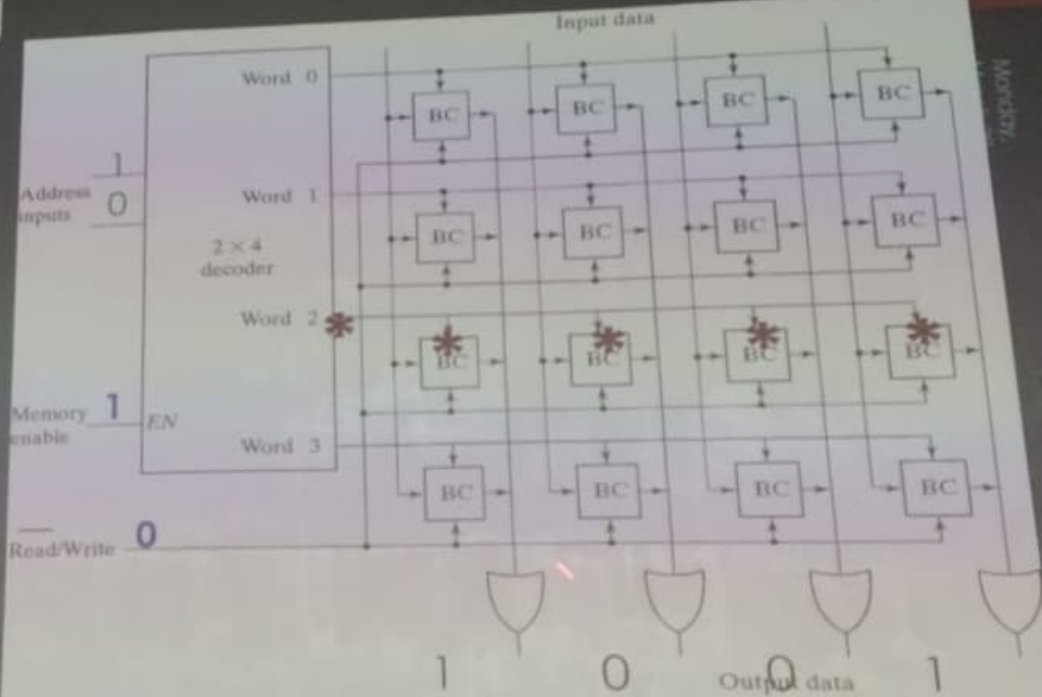 Input data
Word 0
BC BC BC BC
1
Address inputs
0
Word 1
BC BC BC BC
2 × 4
decoder
Word 2 *
* * * *
BC BC BC BC
Memory enable
1
EN
Word 3
BC BC BC BC
Read/Write
0
1 0 0 1
Output data
Monday,